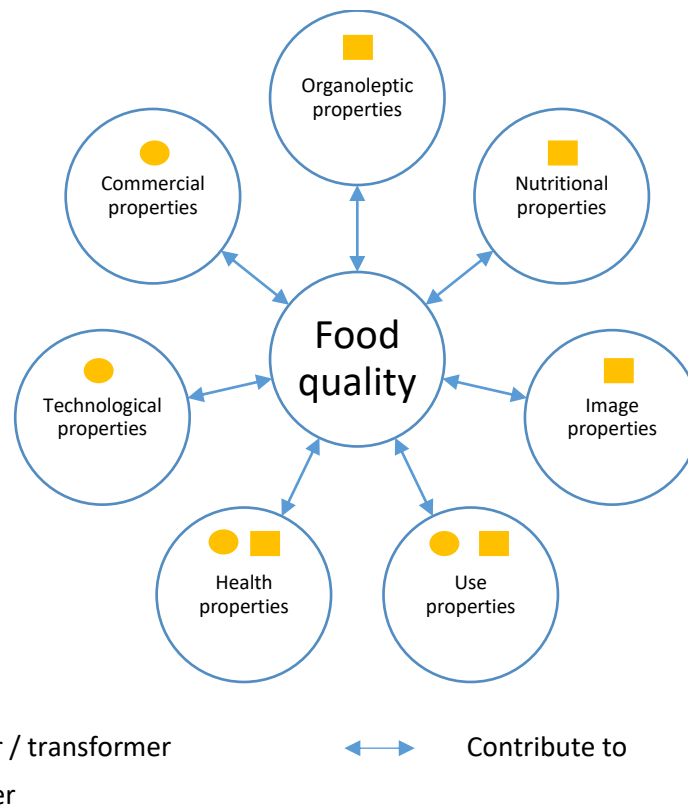 Organoleptic
properties
Commercial
properties
Nutritional
properties
Food
quality
Technological
properties
Image
properties
Health
properties
Use
properties
/ transformer
Contribute to